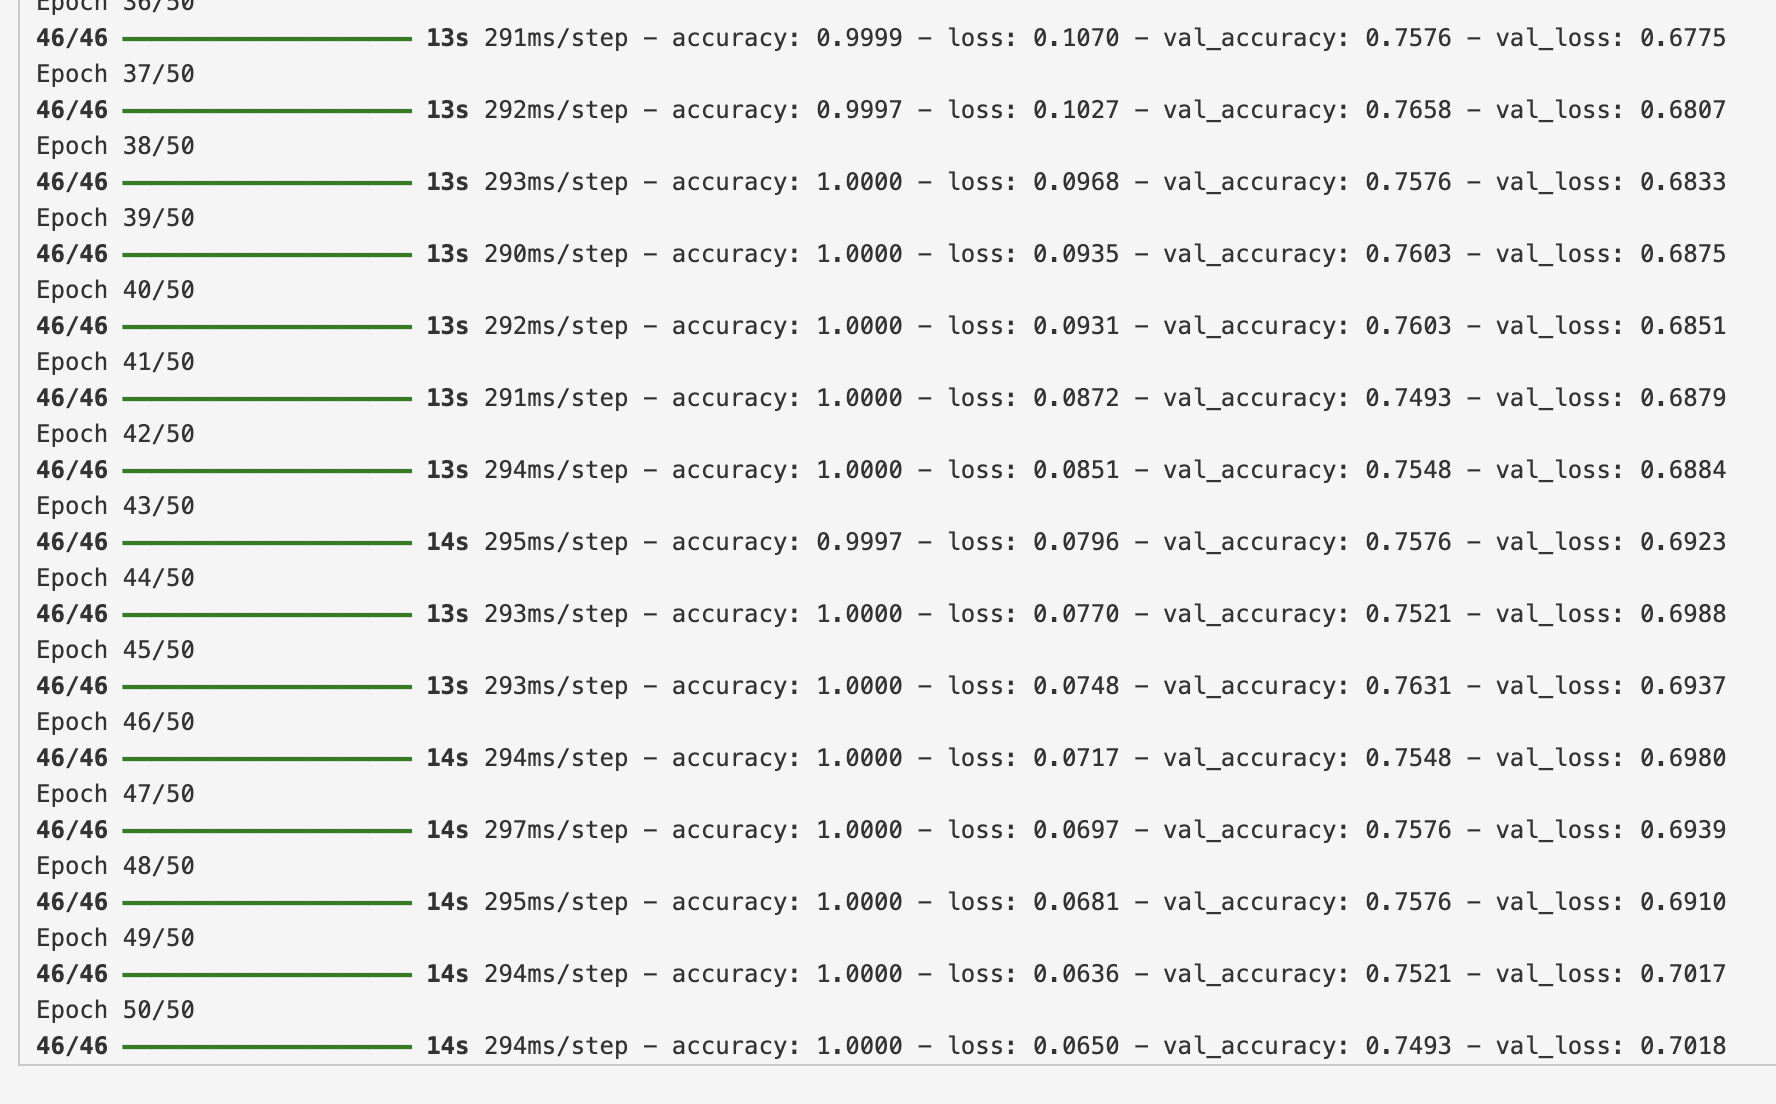 Epoch 36/50
46/46 ━━━━━━━━━━━━━━━━━━━━ 13s 291ms/step - accuracy: 0.9999 - loss: 0.1070 - val_accuracy: 0.7576 - val_loss: 0.6775
Epoch 37/50
46/46 ━━━━━━━━━━━━━━━━━━━━ 13s 292ms/step - accuracy: 0.9997 - loss: 0.1027 - val_accuracy: 0.7658 - val_loss: 0.6807
Epoch 38/50
46/46 ━━━━━━━━━━━━━━━━━━━━ 13s 293ms/step - accuracy: 1.0000 - loss: 0.0968 - val_accuracy: 0.7576 - val_loss: 0.6833
Epoch 39/50
46/46 ━━━━━━━━━━━━━━━━━━━━ 13s 290ms/step - accuracy: 1.0000 - loss: 0.0935 - val_accuracy: 0.7603 - val_loss: 0.6875
Epoch 40/50
46/46 ━━━━━━━━━━━━━━━━━━━━ 13s 292ms/step - accuracy: 1.0000 - loss: 0.0931 - val_accuracy: 0.7603 - val_loss: 0.6851
Epoch 41/50
46/46 ━━━━━━━━━━━━━━━━━━━━ 13s 291ms/step - accuracy: 1.0000 - loss: 0.0872 - val_accuracy: 0.7493 - val_loss: 0.6879
Epoch 42/50
46/46 ━━━━━━━━━━━━━━━━━━━━ 13s 294ms/step - accuracy: 1.0000 - loss: 0.0851 - val_accuracy: 0.7548 - val_loss: 0.6884
Epoch 43/50
46/46 ━━━━━━━━━━━━━━━━━━━━ 14s 295ms/step - accuracy: 0.9997 - loss: 0.0796 - val_accuracy: 0.7576 - val_loss: 0.6923
Epoch 44/50
46/46 ━━━━━━━━━━━━━━━━━━━━ 13s 293ms/step - accuracy: 1.0000 - loss: 0.0770 - val_accuracy: 0.7521 - val_loss: 0.6988
Epoch 45/50
46/46 ━━━━━━━━━━━━━━━━━━━━ 13s 293ms/step - accuracy: 1.0000 - loss: 0.0748 - val_accuracy: 0.7631 - val_loss: 0.6937
Epoch 46/50
46/46 ━━━━━━━━━━━━━━━━━━━━ 14s 294ms/step - accuracy: 1.0000 - loss: 0.0717 - val_accuracy: 0.7548 - val_loss: 0.6980
Epoch 47/50
46/46 ━━━━━━━━━━━━━━━━━━━━ 14s 297ms/step - accuracy: 1.0000 - loss: 0.0697 - val_accuracy: 0.7576 - val_loss: 0.6939
Epoch 48/50
46/46 ━━━━━━━━━━━━━━━━━━━━ 14s 295ms/step - accuracy: 1.0000 - loss: 0.0681 - val_accuracy: 0.7576 - val_loss: 0.6910
Epoch 49/50
46/46 ━━━━━━━━━━━━━━━━━━━━ 14s 294ms/step - accuracy: 1.0000 - loss: 0.0636 - val_accuracy: 0.7521 - val_loss: 0.7017
Epoch 50/50
46/46 ━━━━━━━━━━━━━━━━━━━━ 14s 294ms/step - accuracy: 1.0000 - loss: 0.0650 - val_accuracy: 0.7493 - val_loss: 0.7018